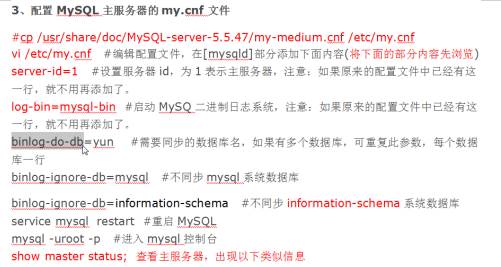 3、配置 MySQL 主服务器的 my.cnf 文件
#cp /usr/share/doc/MySQL-server-5.5.47/my-medium.cnf /etc/my.cnf
vi /etc/my.cnf #编辑配置文件，在[mysqld]部分添加下面内容(将下面的部分内容先浏览)
server-id=1 #设置服务器 id，为 1 表示主服务器，注意：如果原来的配置文件中已经有这
一行，就不用再添加了。
log-bin=mysql-bin #启动 MySQ 二进制日志系统，注意：如果原来的配置文件中已经有这
一行，就不用再添加了。
binlog-do-db=yun #需要同步的数据库名，如果有多个数据库，可重复此参数，每个数据
库一行
binlog-ignore-db=mysql #不同步 mysql 系统数据库
binlog-ignore-db=information-schema #不同步 information-schema 系统数据库
service mysql restart #重启 MySQL
mysql -uroot -p #进入 mysql 控制台
show master status; 查看主服务器，出现以下类似信息